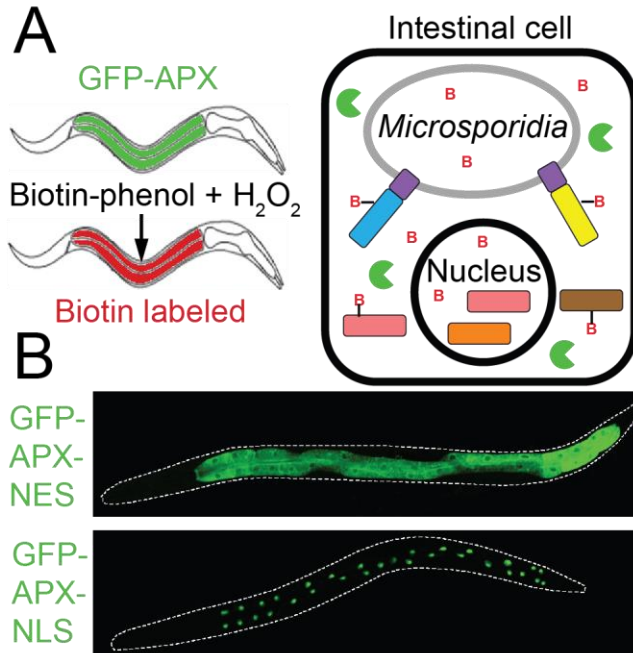 A
GFP-APX
Biotin-phenol + H₂O₂
Biotin labeled
Intestinal cell
B
B
Microsporidia
B
B
B
B
B
Nucleus
B
B
B
B
GFP-
APX-
NES
GFP-
APX-
NLS